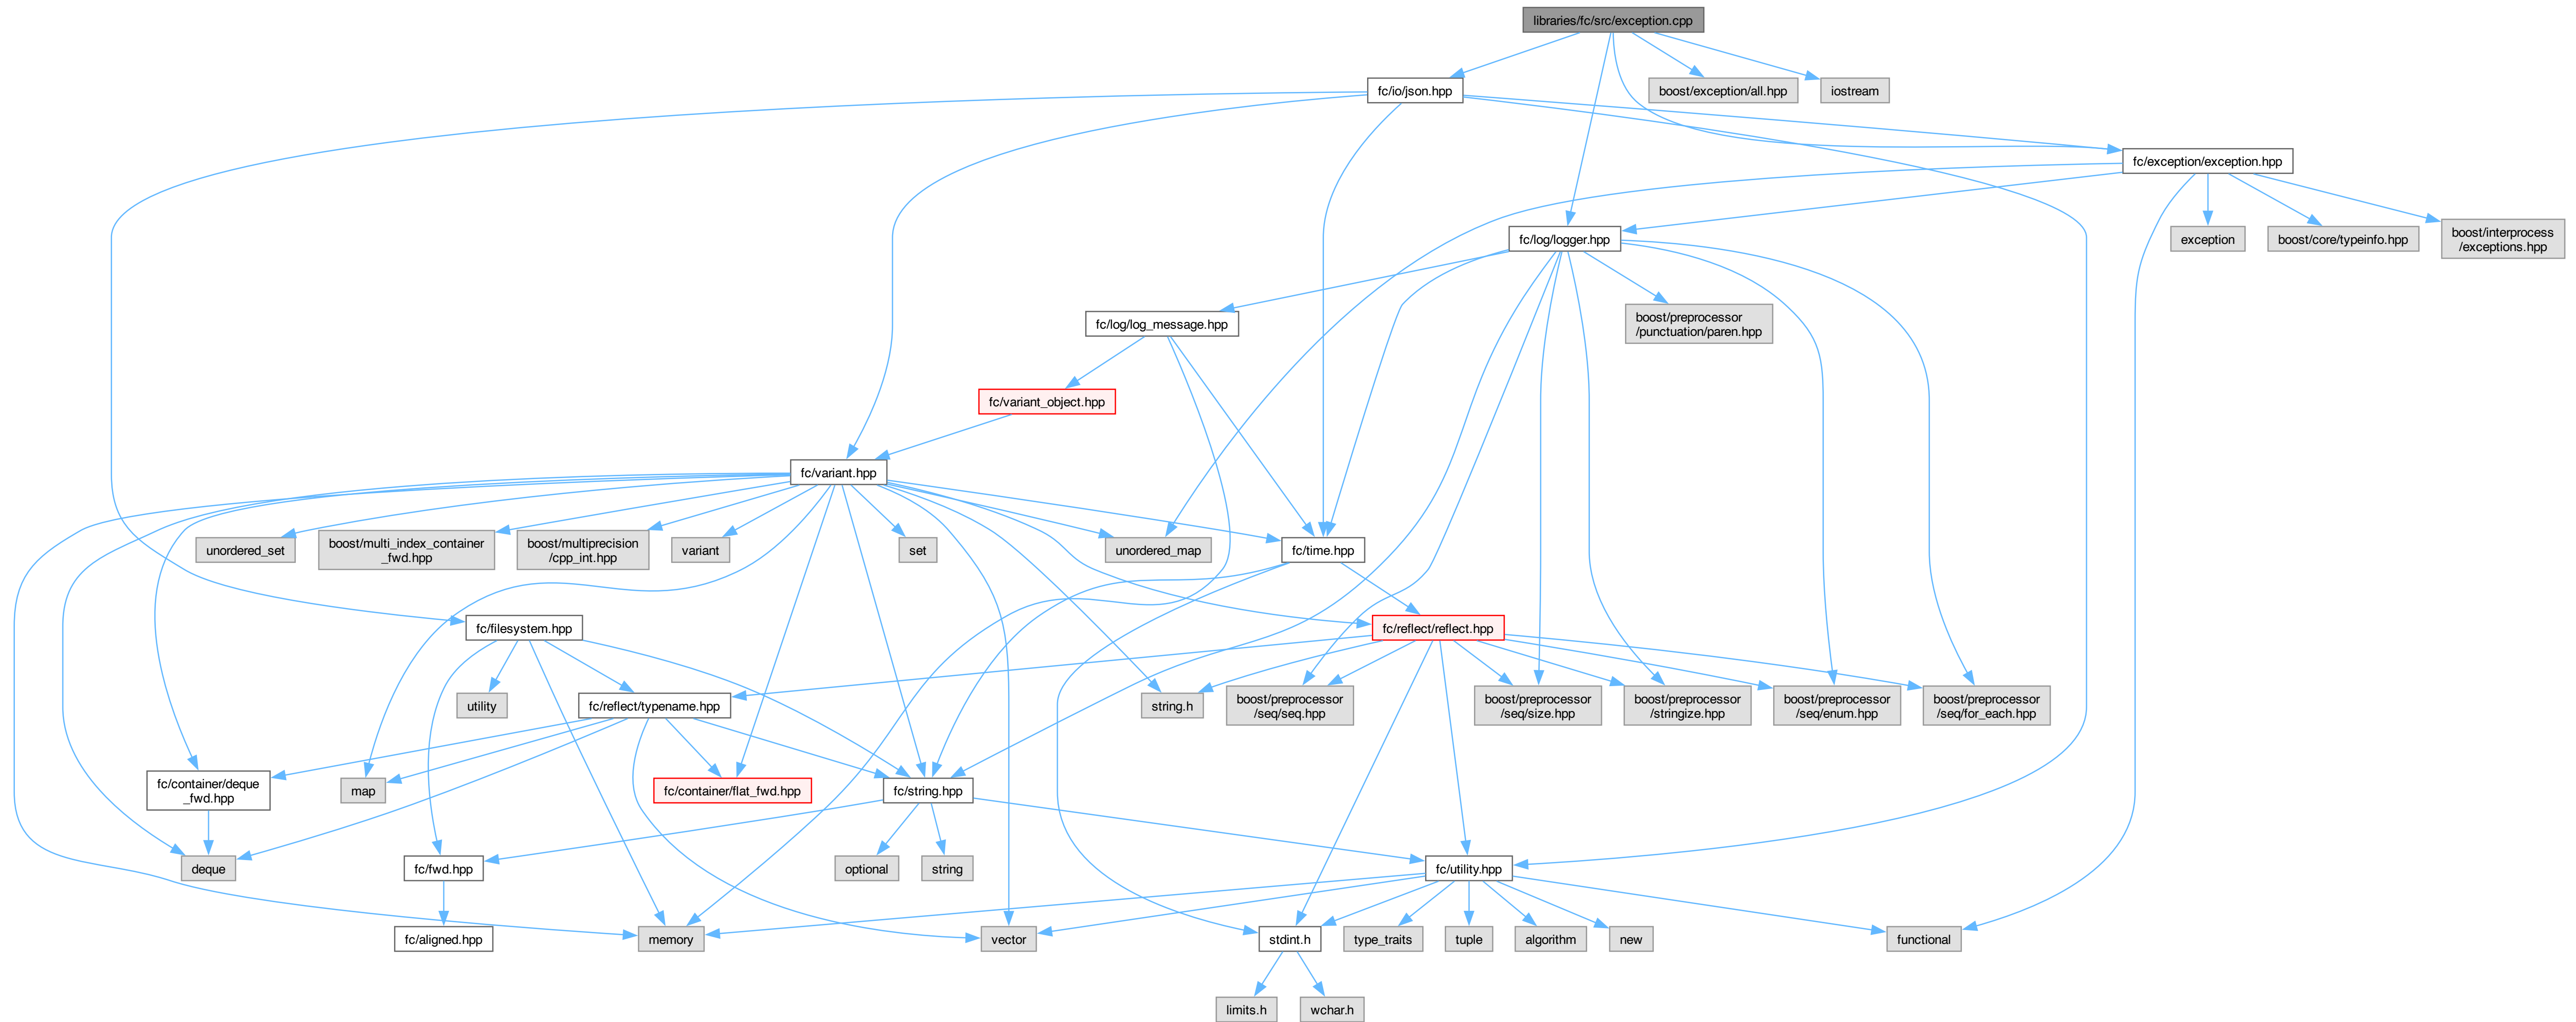 libraries/fc/src/exception.cpp
fc/io/json.hpp
boost/exception/all.hpp
iostream
fc/exception/exception.hpp
fc/log/logger.hpp
exception
boost/core/typeinfo.hpp
boost/interprocess
/exceptions.hpp
fc/log/log_message.hpp
boost/preprocessor
/punctuation/paren.hpp
fc/variant_object.hpp
fc/variant.hpp
unordered_set
boost/multi_index_container
_fwd.hpp
boost/multiprecision
/cpp_int.hpp
variant
set
unordered_map
fc/time.hpp
fc/filesystem.hpp
fc/reflect/reflect.hpp
utility
fc/reflect/typename.hpp
string.h
boost/preprocessor
/seq/seq.hpp
boost/preprocessor
/seq/size.hpp
boost/preprocessor
/stringize.hpp
boost/preprocessor
/seq/enum.hpp
boost/preprocessor
/seq/for_each.hpp
fc/container/deque
_fwd.hpp
map
fc/container/flat_fwd.hpp
fc/string.hpp
deque
fc/fwd.hpp
optional
string
fc/utility.hpp
fc/aligned.hpp
memory
vector
stdint.h
type_traits
tuple
algorithm
new
functional
limits.h
wchar.h